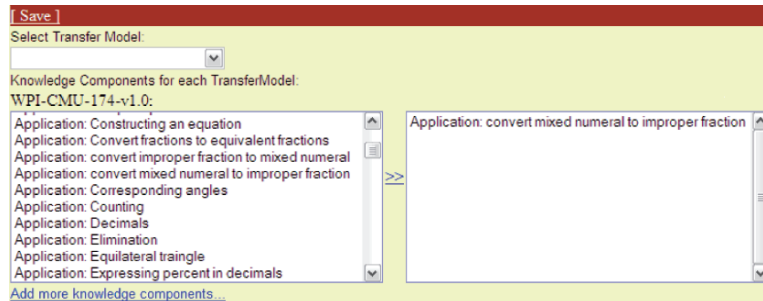 [ Save ]
Select Transfer Model:
Knowledge Components for each TransferModel:
WPI-CMU-174-v1.0:
Application: Constructing an equation
Application: Convert fractions to equivalent fractions
Application: convert improper fraction to mixed numeral
Application: convert mixed numeral to improper fraction
Application: Corresponding angles
Application: Counting
Application: Decimals
Application: Elimination
Application: Equilateral traingle
Application: Expressing percent in decimals
>>
Application: convert mixed numeral to improper fraction
Add more knowledge components...